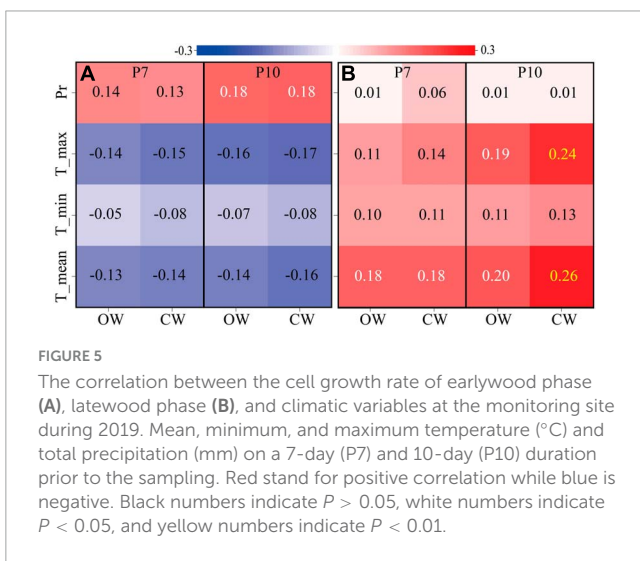 -0.3 0.3
A P7 P10 B P7 P10
Pr 0.14 0.13 0.18 0.18 0.01 0.06 0.01 0.01
T_max -0.14 -0.15 -0.16 -0.17 0.11 0.14 0.19 0.24
T_min -0.05 -0.08 -0.07 -0.08 0.10 0.11 0.11 0.13
T_mean -0.13 -0.14 -0.14 -0.16 0.18 0.18 0.20 0.26
OW CW OW CW OW CW OW CW
FIGURE 5
The correlation between the cell growth rate of earlywood phase
(A), latewood phase (B), and climatic variables at the monitoring site
during 2019. Mean, minimum, and maximum temperature (°C) and
total precipitation (mm) on a 7-day (P7) and 10-day (P10) duration
prior to the sampling. Red stand for positive correlation while blue is
negative. Black numbers indicate P > 0.05, white numbers indicate
P < 0.05, and yellow numbers indicate P < 0.01.